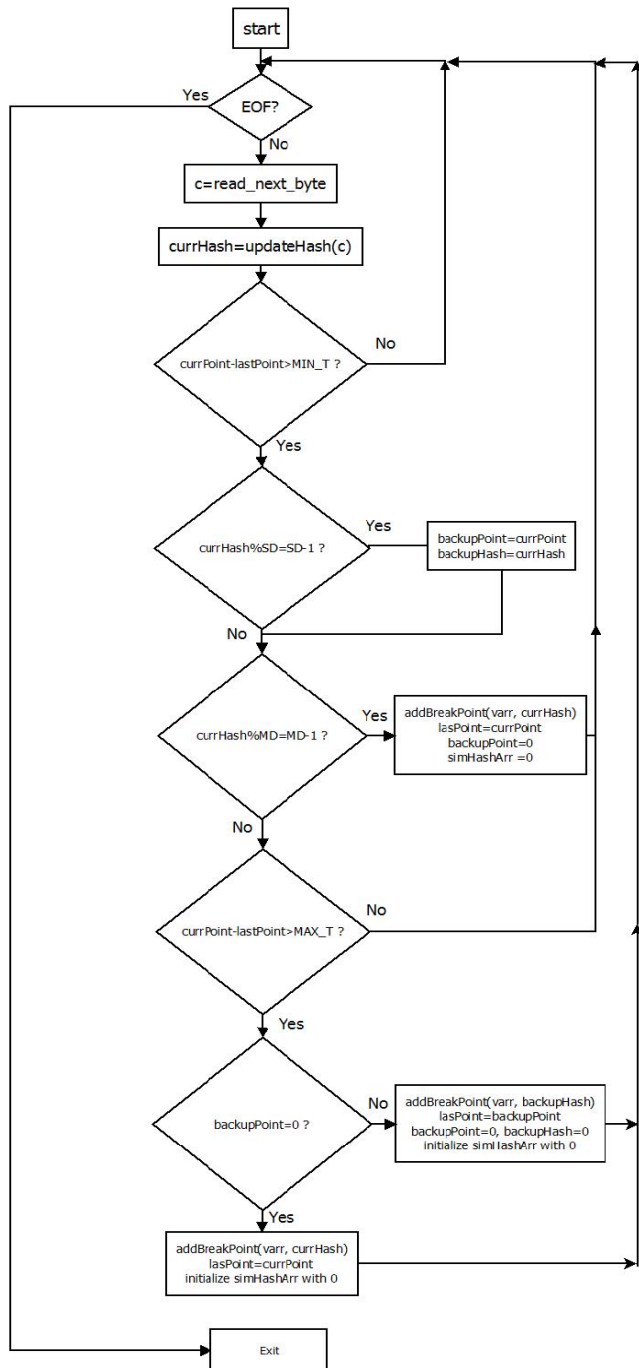 start
Yes
EOF?
No
c=read_next_byte
currHash=updateHash(c)
currPoint-lastPoint>MIN_T ?
No
Yes
currHash%SD=SD-1 ?
Yes
backupPoint=currPoint
backupHash=currHash
No
currHash%MD=MD-1 ?
Yes
addBreakPoint(varr, currHash)
lasPoint=currPoint
backupPoint=0
simHashArr =0
No
currPoint-lastPoint>MAX_T ?
No
Yes
backupPoint=0 ?
No
addBreakPoint(varr, backupHash)
lasPoint=backupPoint
backupPoint=0, backupHash=0
initialize simHashArr with 0
Yes
addBreakPoint(varr, currHash)
lasPoint=currPoint
initialize simHashArr with 0
Exit